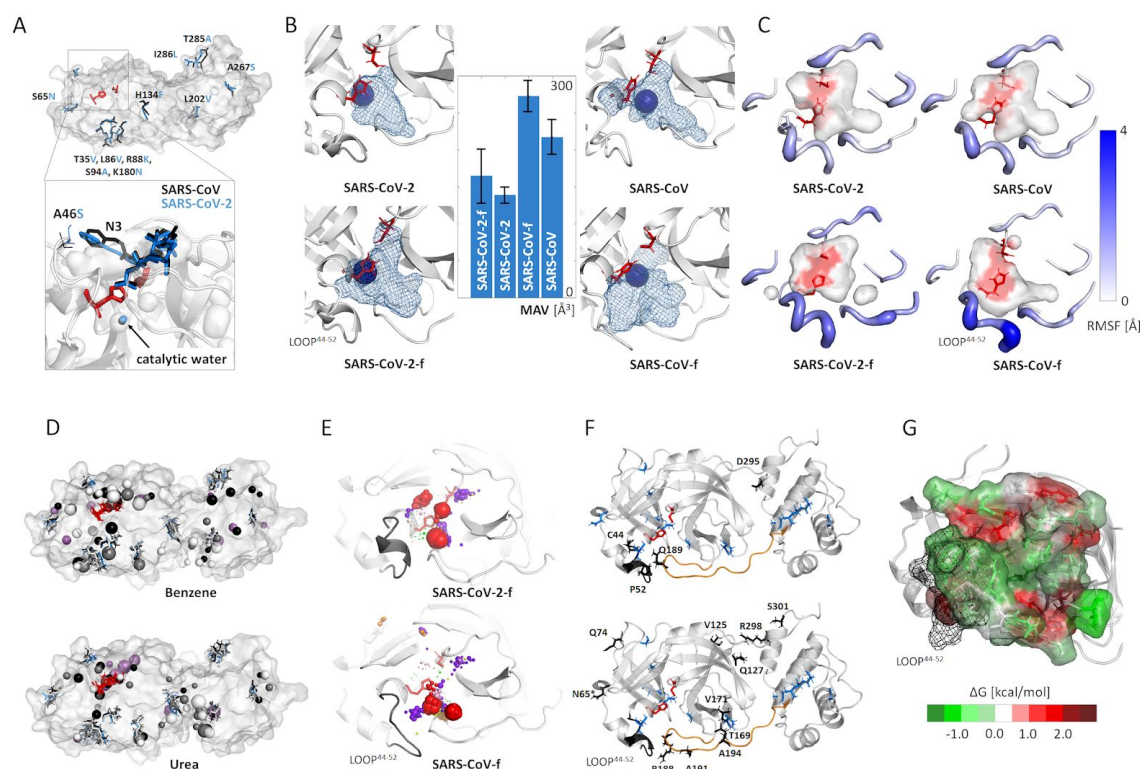 A
T285A
I286L
A267S
S65N
H134F
L202V
T35V, L86V, R88K,
S94A, K180N
SARS-CoV
SARS-CoV-2
A46S
N3
catalytic water
B
SARS-CoV-2
SARS-CoV
LOOP44-52
SARS-CoV-2-f
SARS-CoV-f
300
SARS-CoV-2-f
SARS-CoV-2
SARS-CoV-f
SARS-CoV
0
MAV [Å3]
C
SARS-CoV-2
SARS-CoV
SARS-CoV-2-f
LOOP44-52
SARS-CoV-f
4
0
RMSF [Å]
D
Benzene
Urea
E
SARS-CoV-2-f
LOOP44-52
SARS-CoV-f
F
D295
C44
Q189
P52
S301
Q74
V125
R298
Q127
N65
V171
T169
A194
LOOP44-52
R188
A191
G
LOOP44-52
ΔG [kcal/mol]
-1.0
0.0
1.0
2.0